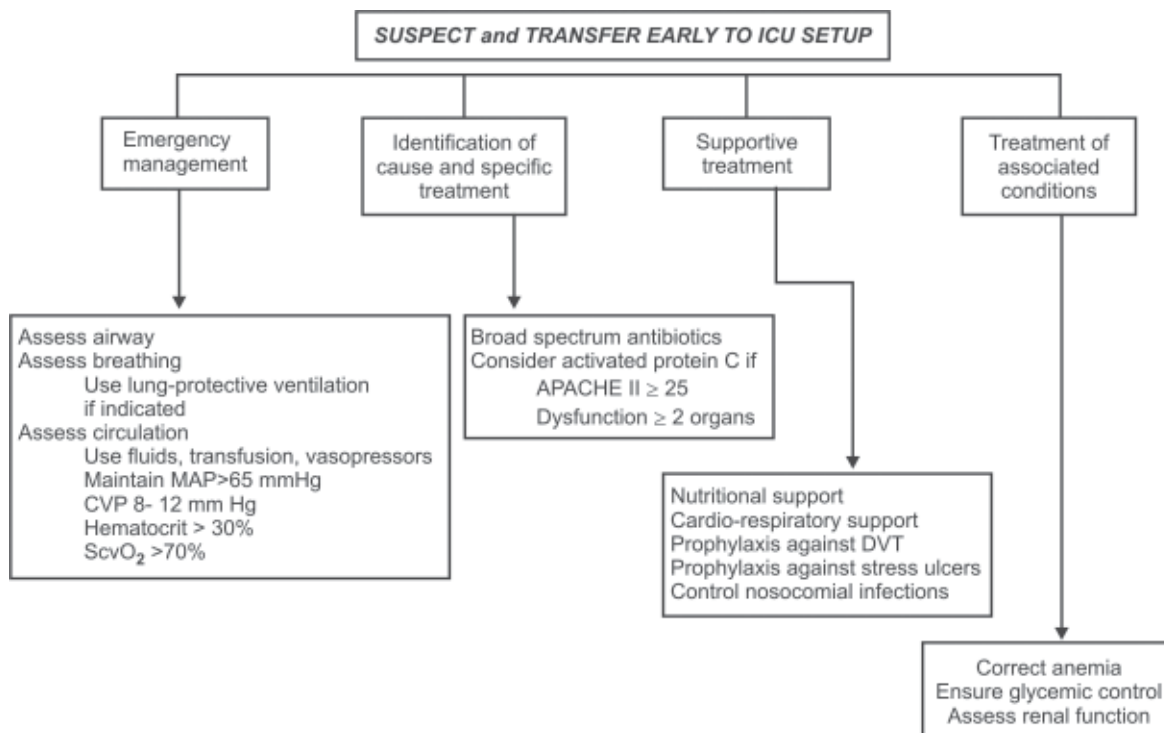 SUSPECT and TRANSFER EARLY TO ICU SETUP
Emergency
management
Identification of
cause and specific
treatment
Supportive
treatment
Treatment of
associated
conditions
Assess airway
Assess breathing
Use lung-protective ventilation
if indicated
Assess circulation
Use fluids, transfusion, vasopressors
Maintain MAP>65 mmHg
CVP 8- 12 mm Hg
Hematocrit > 30%
ScvO₂ >70%
Broad spectrum antibiotics
Consider activated protein C if
APACHE II ≥ 25
Dysfunction ≥ 2 organs
Nutritional support
Cardio-respiratory support
Prophylaxis against DVT
Prophylaxis against stress ulcers
Control nosocomial infections
Correct anemia
Ensure glycemic control
Assess renal function